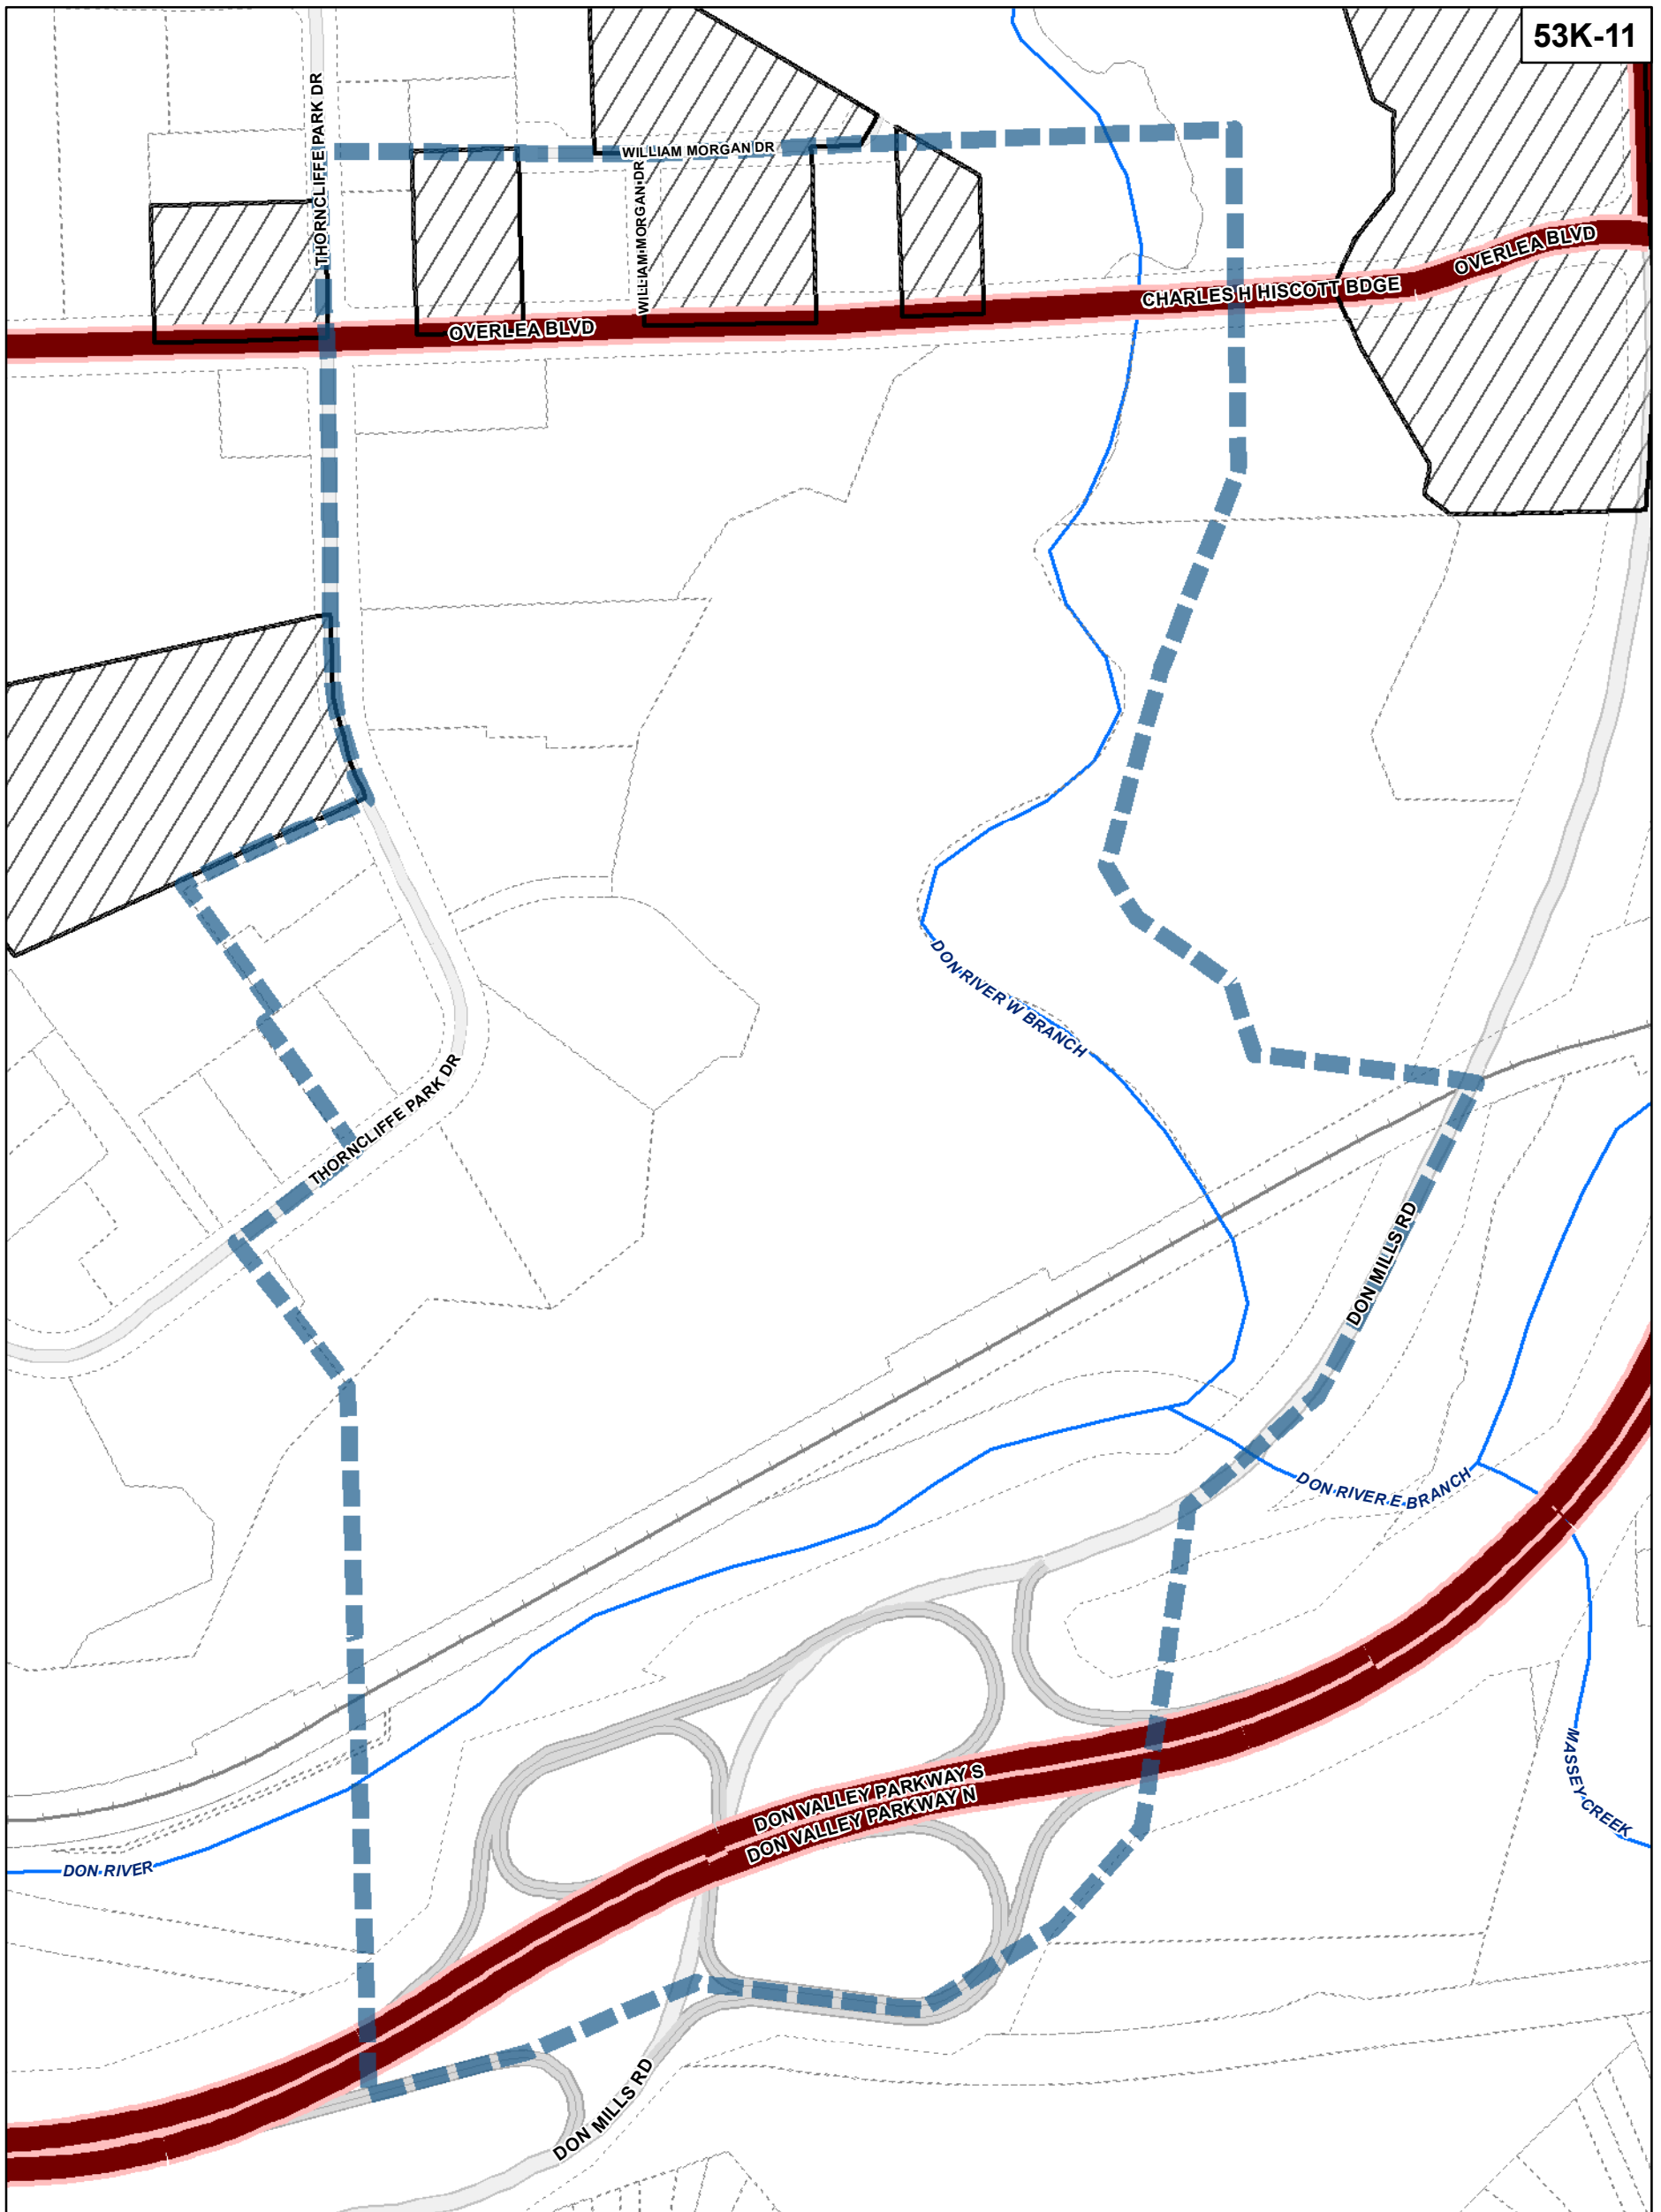 53K-11
THORNCLIFFE PARK DR
WILLIAM MORGAN DR
WILLIAM MORGAN DR
OVERLEA BLVD
CHARLES H HISCOTT BDGE
OVERLEA BLVD
DON RIVER W BRANCH
THORNCLIFFE PARK DR
DON MILLS RD
DON RIVER E BRANCH
MASSEY CREEK
DON VALLEY PARKWAY S
DON VALLEY PARKWAY N
DON RIVER
DON MILLS RD